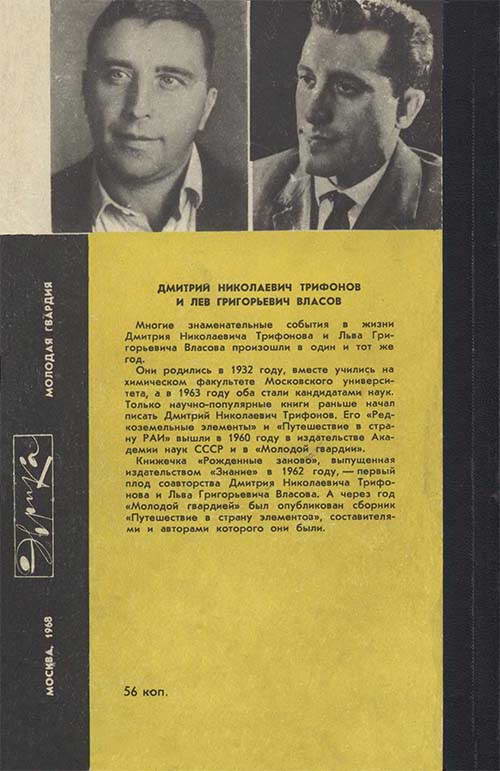 ДМИТРИЙ НИКОЛАЕВИЧ ТРИФОНОВ
И ЛЕВ ГРИГОРЬЕВИЧ ВЛАСОВ
Многие знаменательные события в жизни
Дмитрия Николаевича Трифонова и Льва Гри-
горьевича Власова произошли в один и тот же
год.
Они родились в 1932 году, вместе учились на
химическом факультете Московского универси-
тета, а в 1963 году оба стали кандидатами наук.
Только научно-популярные книги раньше начал
писать Дмитрий Николаевич Трифонов. Его «Ред-
коземельные элементы» и «Путешествие в стра-
ну РАИ» вышли в 1960 году в издательстве Ака-
демии наук СССР и в «Молодой гвардии».
Книжечка «Рожденные заново», выпущенная
издательством «Знание» в 1962 году, — первый
плод соавторства Дмитрия Николаевича Трифо-
нова и Льва Григорьевича Власова. А через год
«Молодой гвардией» был опубликован сборник
«Путешествие в страну элементов», составителя-
ми и авторами которого они были.
56 коп.
МОЛОДАЯ ГВАРДИЯ
Эврика
МОСКВА, 1968